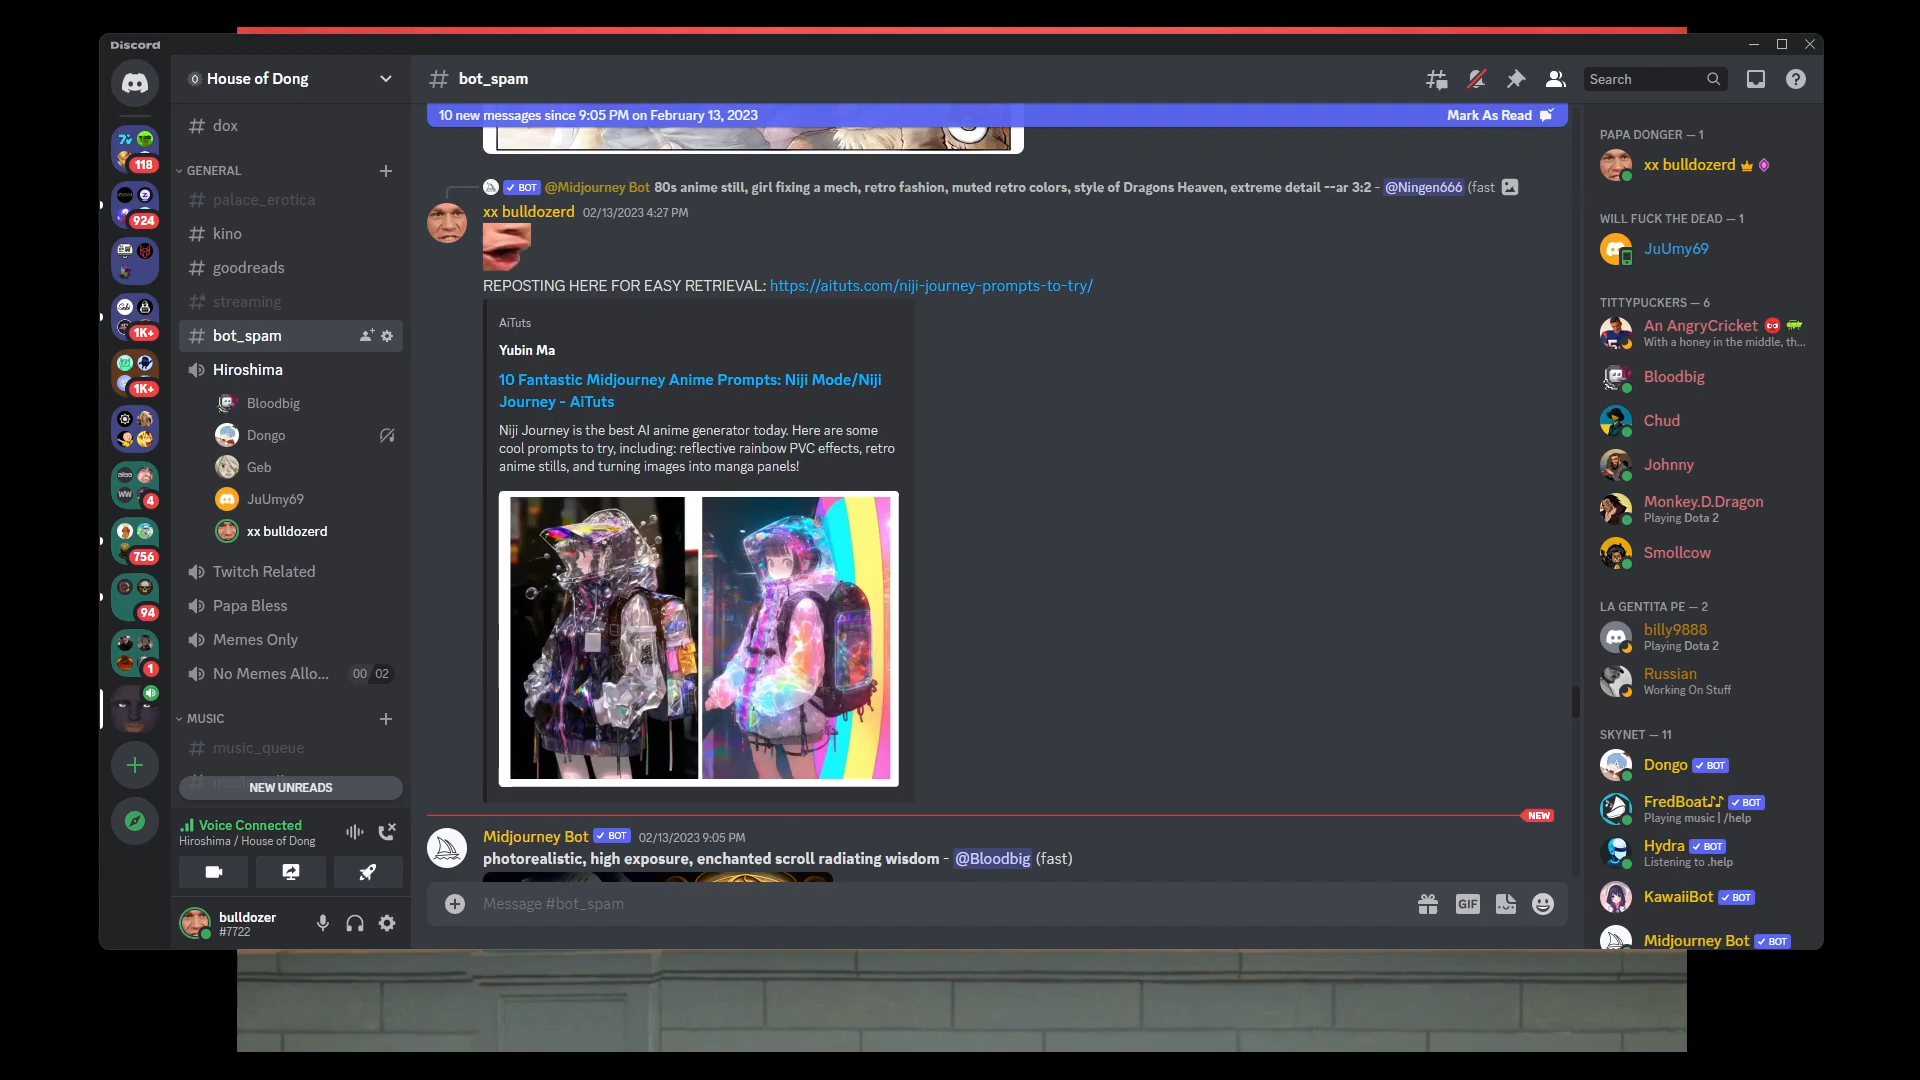 Discord
House of Dong
bot_spam
Search
10 new messages since 9:05 PM on February 13, 2023
Mark As Read
dox
GENERAL
palace_erotica
kino
goodreads
streaming
bot_spam
Hiroshima
Bloodbig
Dongo
Geb
JuUmy69
xx bulldozerd
Twitch Related
Papa Bless
Memes Only
No Memes Allo... 00 02
MUSIC
music_queue
NEW UNREADS
Voice Connected
Hiroshima / House of Dong
bulldozer
#7722
118
924
1K+
1K+
4
756
94
1
BOT @Midjourney Bot 80s anime still, girl fixing a mech, retro fashion, muted retro colors, style of Dragons Heaven, extreme detail --ar 3:2 - @Ningen666 (fast
xx bulldozerd 02/13/2023 4:27 PM
REPOSTING HERE FOR EASY RETRIEVAL: https://aituts.com/niji-journey-prompts-to-try/
AiTuts
Yubin Ma
10 Fantastic Midjourney Anime Prompts: Niji Mode/Niji
Journey - AiTuts
Niji Journey is the best AI anime generator today. Here are some
cool prompts to try, including: reflective rainbow PVC effects, retro
anime stills, and turning images into manga panels!
NEW
Midjourney Bot BOT 02/13/2023 9:05 PM
photorealistic, high exposure, enchanted scroll radiating wisdom - @Bloodbig (fast)
Message #bot_spam
GIF
PAPA DONGER — 1
xx bulldozerd
WILL FUCK THE DEAD — 1
JuUmy69
TITTYPUCKERS — 6
An AngryCricket
With a honey in the middle, th...
Bloodbig
Chud
Johnny
Monkey.D.Dragon
Playing Dota 2
Smollcow
LA GENTITA PE — 2
billy9888
Playing Dota 2
Russian
Working On Stuff
SKYNET — 11
Dongo BOT
FredBoat♪♪ BOT
Playing music | /help
Hydra BOT
Listening to .help
KawaiiBot BOT
Midjourney Bot BOT